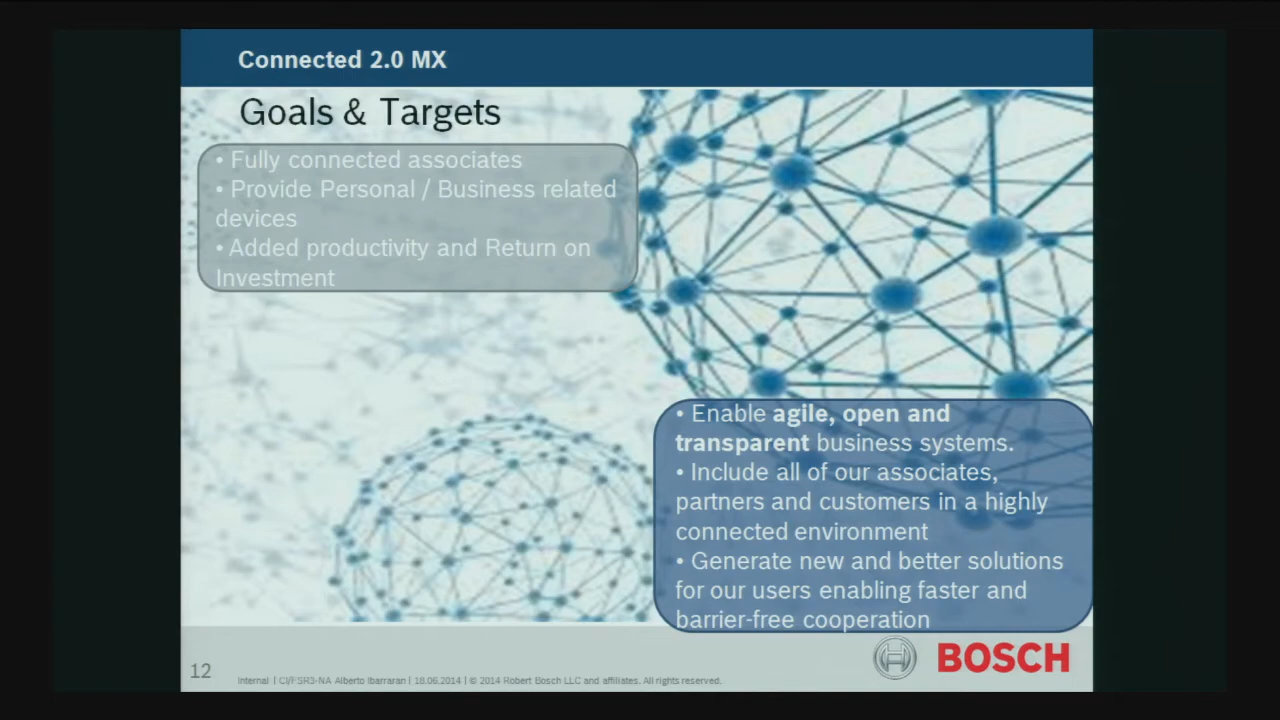 Connected 2.0 MX
Goals & Targets
• Fully connected associates
• Provide Personal / Business related
devices
• Added productivity and Return on
Investment
• Enable agile, open and
transparent business systems.
• Include all of our associates,
partners and customers in a highly
connected environment
• Generate new and better solutions
for our users enabling faster and
barrier-free cooperation
12
Internal | CI/FSR3-NA Alberto Ibarraran | 18.06.2014 | © 2014 Robert Bosch LLC and affiliates. All rights reserved.
BOSCH